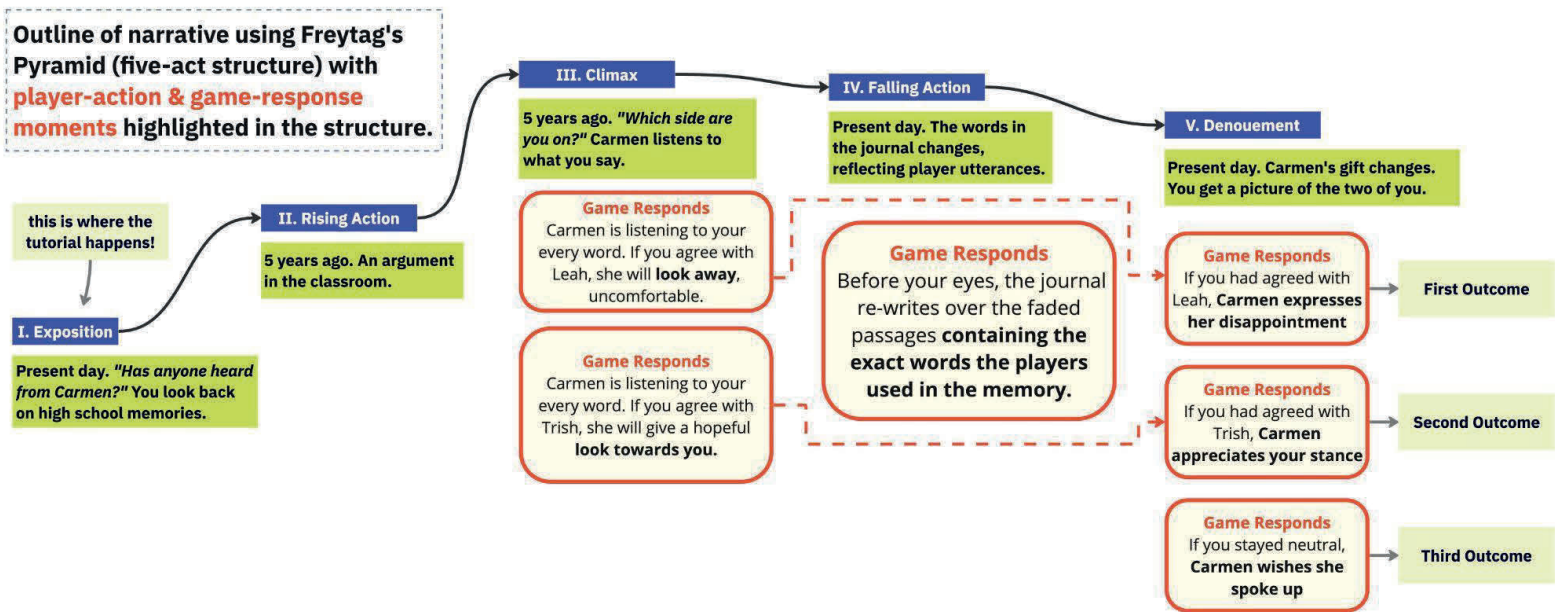 Outline of narrative using Freytag's
Pyramid (five-act structure) with
player-action & game-response
moments highlighted in the structure.
this is where the
tutorial happens!
I. Exposition
Present day. "Has anyone heard
from Carmen?" You look back
on high school memories.
II. Rising Action
5 years ago. An argument
in the classroom.
III. Climax
5 years ago. "Which side are
you on?" Carmen listens to
what you say.
Game Responds
Carmen is listening to your
every word. If you agree with
Leah, she will look away,
uncomfortable.
Game Responds
Carmen is listening to your
every word. If you agree with
Trish, she will give a hopeful
look towards you.
IV. Falling Action
Present day. The words in
the journal changes,
reflecting player utterances.
Game Responds
Before your eyes, the journal
re-writes over the faded
passages containing the
exact words the players
used in the memory.
V. Denouement
Present day. Carmen's gift changes.
You get a picture of the two of you.
Game Responds
If you had agreed with
Leah, Carmen expresses
her disappointment
First Outcome
Game Responds
If you had agreed with
Trish, Carmen
appreciates your stance
Second Outcome
Game Responds
If you stayed neutral,
Carmen wishes she
spoke up
Third Outcome